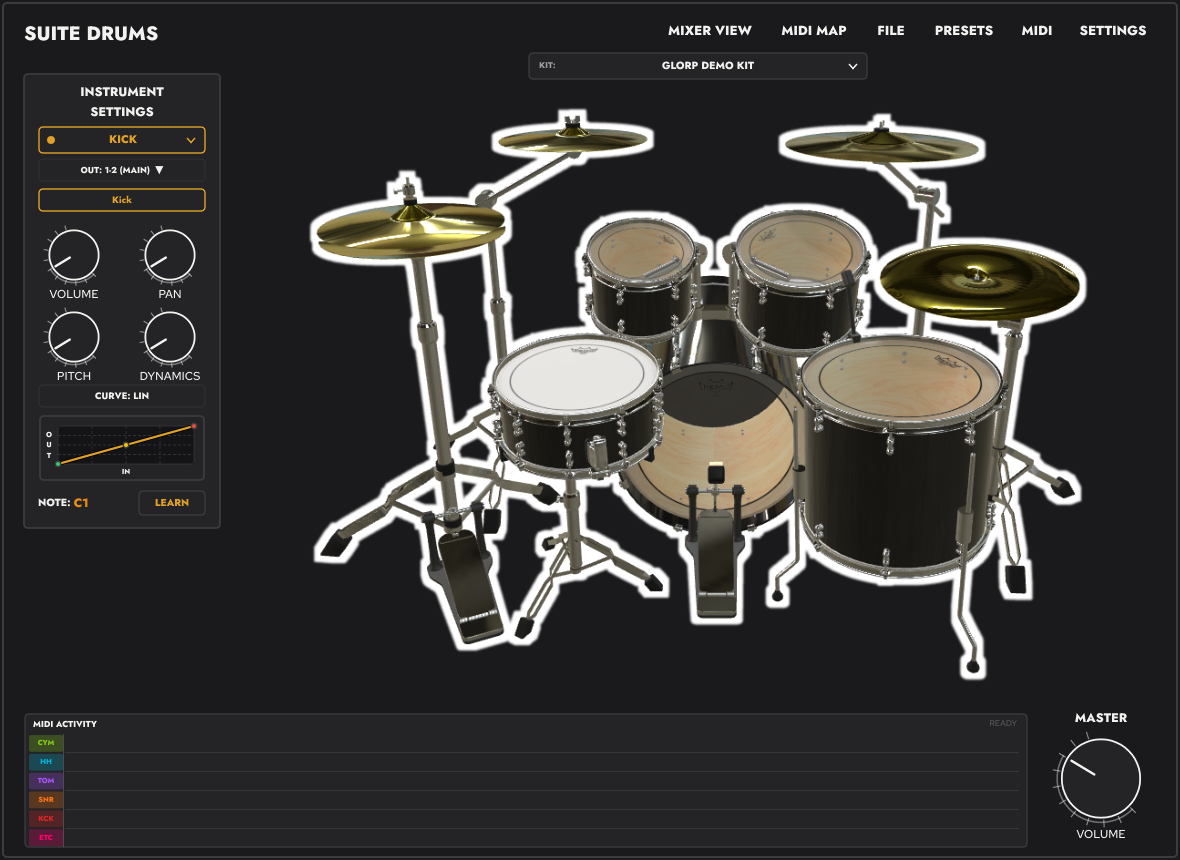 SUITE DRUMS
MIXER VIEW MIDI MAP FILE PRESETS MIDI SETTINGS
KIT: GLORP DEMO KIT
INSTRUMENT
SETTINGS
KICK
OUT: 1-2 (MAIN) ▼
Kick
VOLUME PAN
PITCH DYNAMICS
CURVE: LIN
OUT
IN
NOTE: C1 LEARN
MIDI ACTIVITY READY
CYM
HH
TOM
SNR
KCK
ETC
MASTER
VOLUME